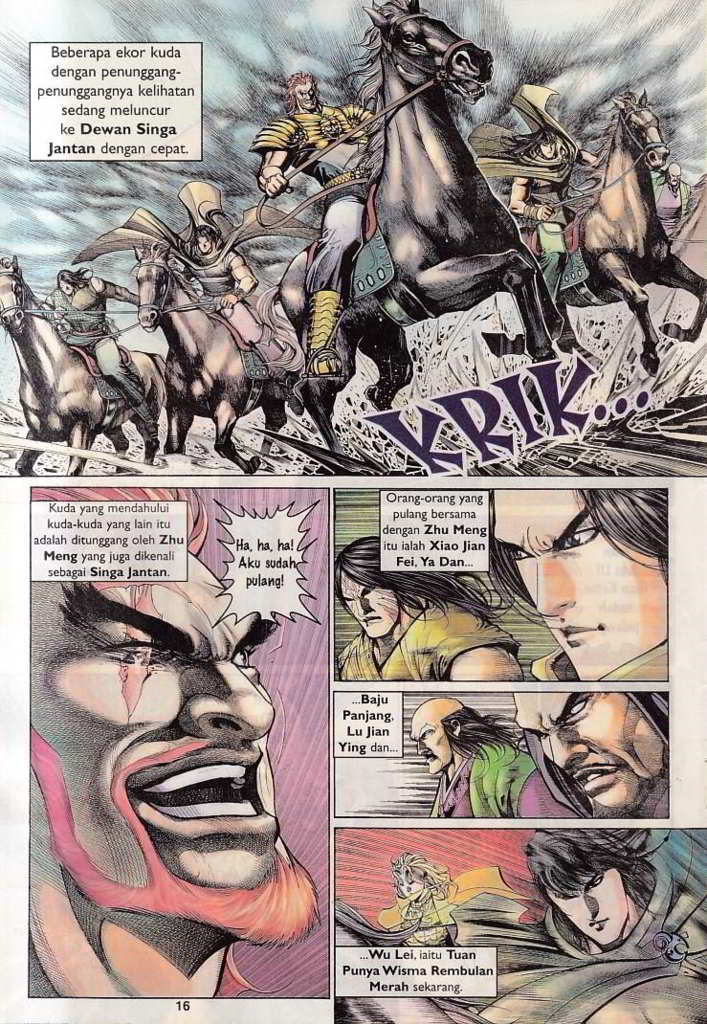 Beberapa ekor kuda
dengan penunggang-
penunggangnya kelihatan
sedang meluncur
ke Dewan Singa
Jantan dengan cepat.
KRIK...
Kuda yang mendahului
kuda-kuda yang lain itu
adalah ditunggang oleh Zhu
Meng yang juga dikenali
sebagai Singa Jantan.
Ha, ha, ha!
Aku sudah
pulang!
Orang-orang yang
pulang bersama
dengan Zhu Meng
itu ialah Xiao Jian
Fei, Ya Dan...
...Baju
Panjang,
Lu Jian
Ying dan...
...Wu Lei, iaitu Tuan
Punya Wisma Rembulan
Merah sekarang.
16